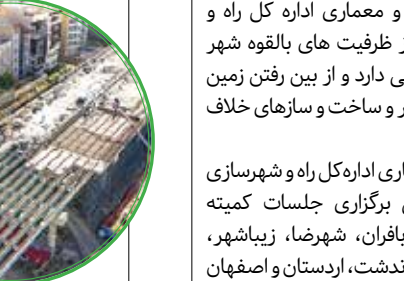 و معماری اداره کل راه و
ز ظرفیت های بالقوه شهر
ی دارد و از بین رفتن زمین
ر و ساخت و سازهای خلاف
اری اداره‌کل راه و شهرسازی
برگزاری جلسات کمیته
بافران، شهرضا، زیباشهر،
ندشت، اردستان و اصفهان